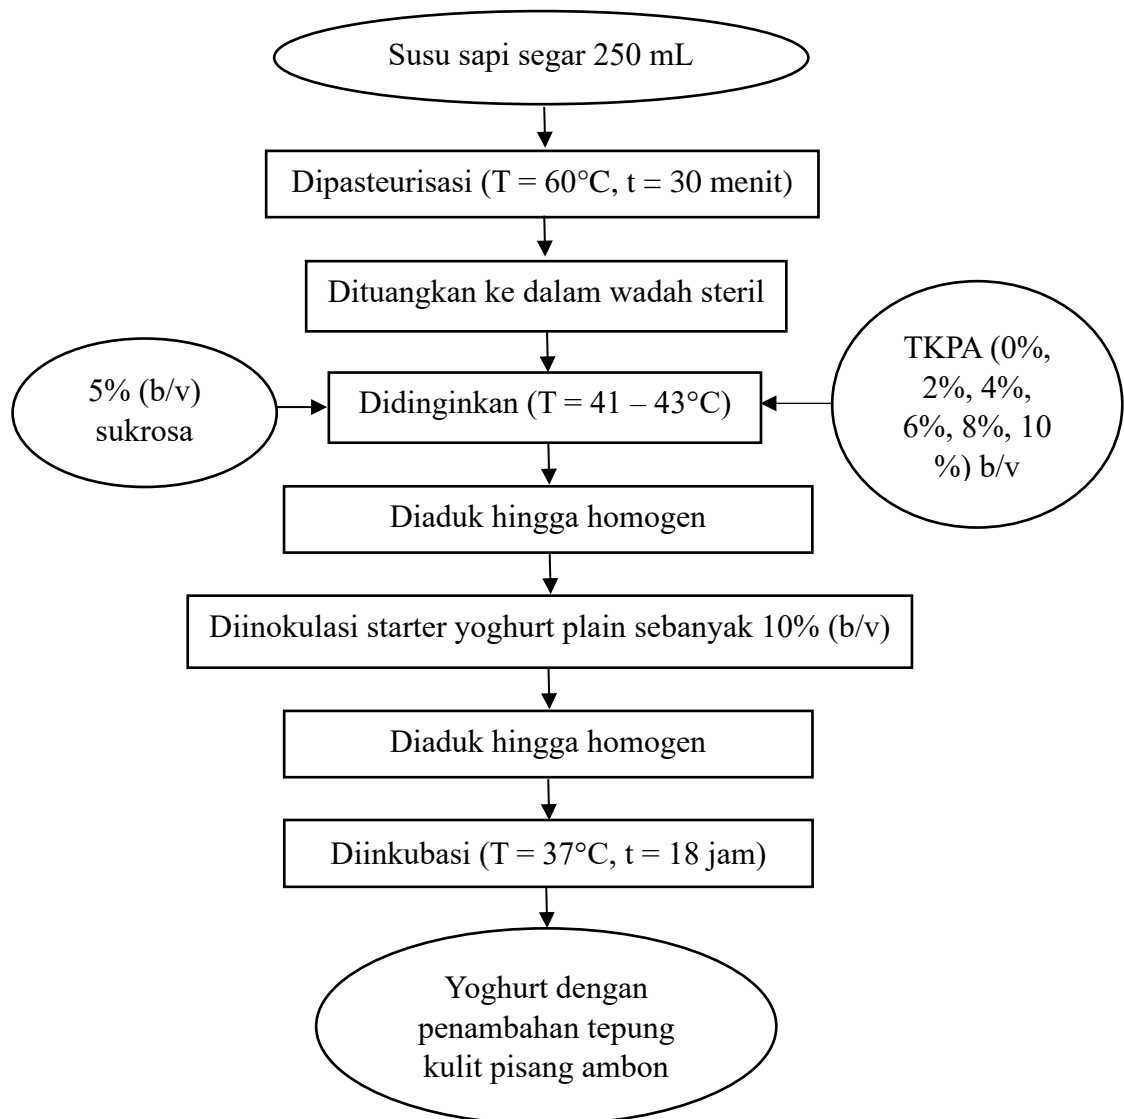 Susu sapi segar 250 mL
Dipasteurisasi (T = 60°C, t = 30 menit)
Dituangkan ke dalam wadah steril
5% (b/v)
sukrosa
Didinginkan (T = 41 – 43°C)
TKPA (0%,
2%, 4%,
6%, 8%, 10
%) b/v
Diaduk hingga homogen
Diinokulasi starter yoghurt plain sebanyak 10% (b/v)
Diaduk hingga homogen
Diinkubasi (T = 37°C, t = 18 jam)
Yoghurt dengan
penambahan tepung
kulit pisang ambon